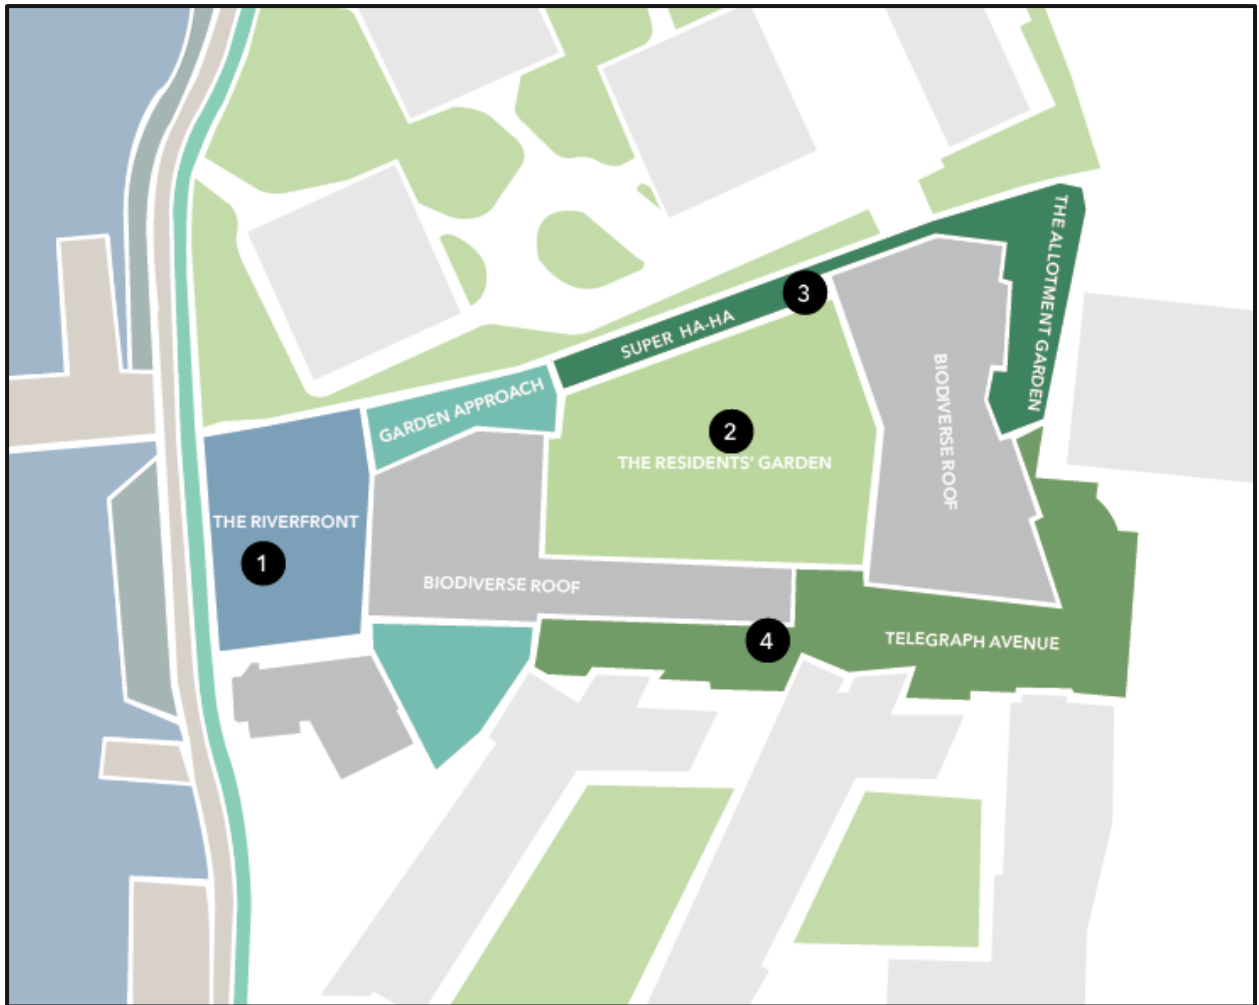 THE ALLOTMENT GARDEN
3
SUPER HA-HA
GARDEN APPROACH
BIODIVERSE ROOF
2
THE RESIDENTS' GARDEN
THE RIVERFRONT
1
BIODIVERSE ROOF
4
TELEGRAPH AVENUE